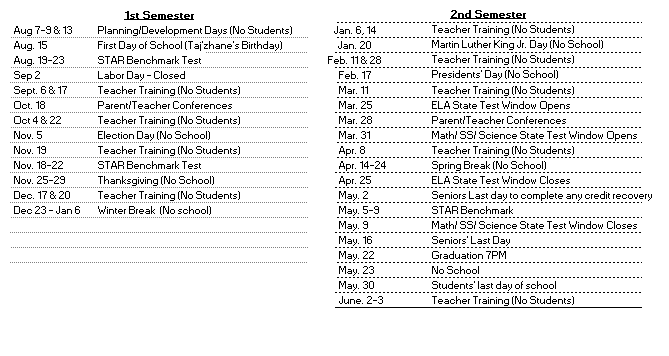 1st Semester
Aug 7-9 & 13 Planning/Development Days (No Students)
Aug. 15 First Day of School (Taj'zhane's Birthday)
Aug. 19-23 STAR Benchmark Test
Sep 2 Labor Day - Closed
Sept. 6 & 17 Teacher Training (No Students)
Oct. 18 Parent/Teacher Conferences
Oct 4 & 22 Teacher Training (No Students)
Nov. 5 Election Day (No School)
Nov. 19 Teacher Training (No Students)
Nov. 18-22 STAR Benchmark Test
Nov. 25-29 Thanksgiving (No School)
Dec. 17 & 20 Teacher Training (No Students)
Dec 23 - Jan 6 Winter Break (No school)
2nd Semester
Jan. 6, 14 Teacher Training (No Students)
Jan. 20 Martin Luther King Jr. Day (No School)
Feb. 11 & 28 Teacher Training (No Students)
Feb. 17 Presidents' Day (No School)
Mar. 11 Teacher Training (No Students)
Mar. 25 ELA State Test Window Opens
Mar. 28 Parent/Teacher Conferences
Mar. 31 Math/ SS/ Science State Test Windows Opens
Apr. 8 Teacher Training (No Students)
Apr. 14-24 Spring Break (No School)
Apr. 25 ELA State Test Window Closes
May. 2 Seniors Last day to complete any credit recovery
May. 5-9 STAR Benchmark
May. 9 Math/ SS/ Science State Test Window Closes
May. 16 Seniors' Last Day
May. 22 Graduation 7PM
May. 23 No School
May. 30 Students' last day of school
June. 2-3 Teacher Training (No Students)